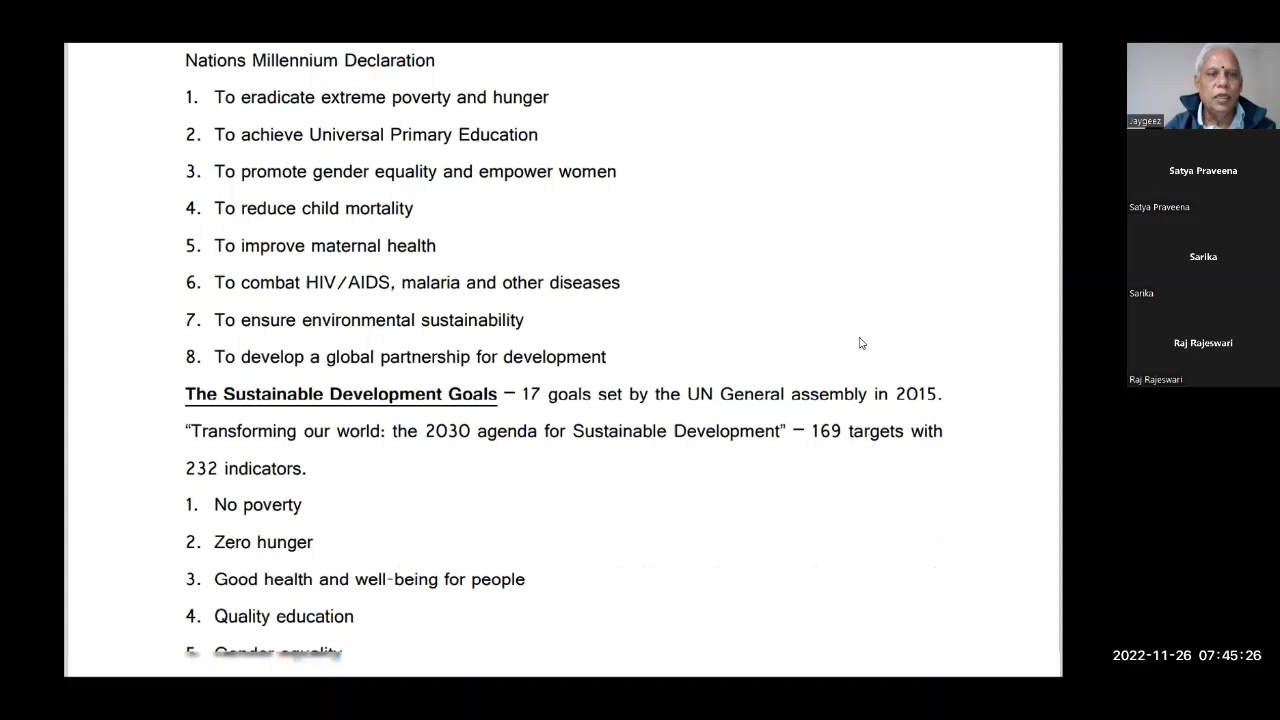 Nations Millennium Declaration
1. To eradicate extreme poverty and hunger
2. To achieve Universal Primary Education
3. To promote gender equality and empower women
4. To reduce child mortality
5. To improve maternal health
6. To combat HIV/AIDS, malaria and other diseases
7. To ensure environmental sustainability
8. To develop a global partnership for development
The Sustainable Development Goals – 17 goals set by the UN General assembly in 2015.
“Transforming our world: the 2030 agenda for Sustainable Development” – 169 targets with
232 indicators.
1. No poverty
2. Zero hunger
3. Good health and well-being for people
4. Quality education
5. Gender equality
Jaygeez
Satya Praveena
Satya Praveena
Sarika
Sarika
Raj Rajeswari
Raj Rajeswari
2022-11-26 07:45:26